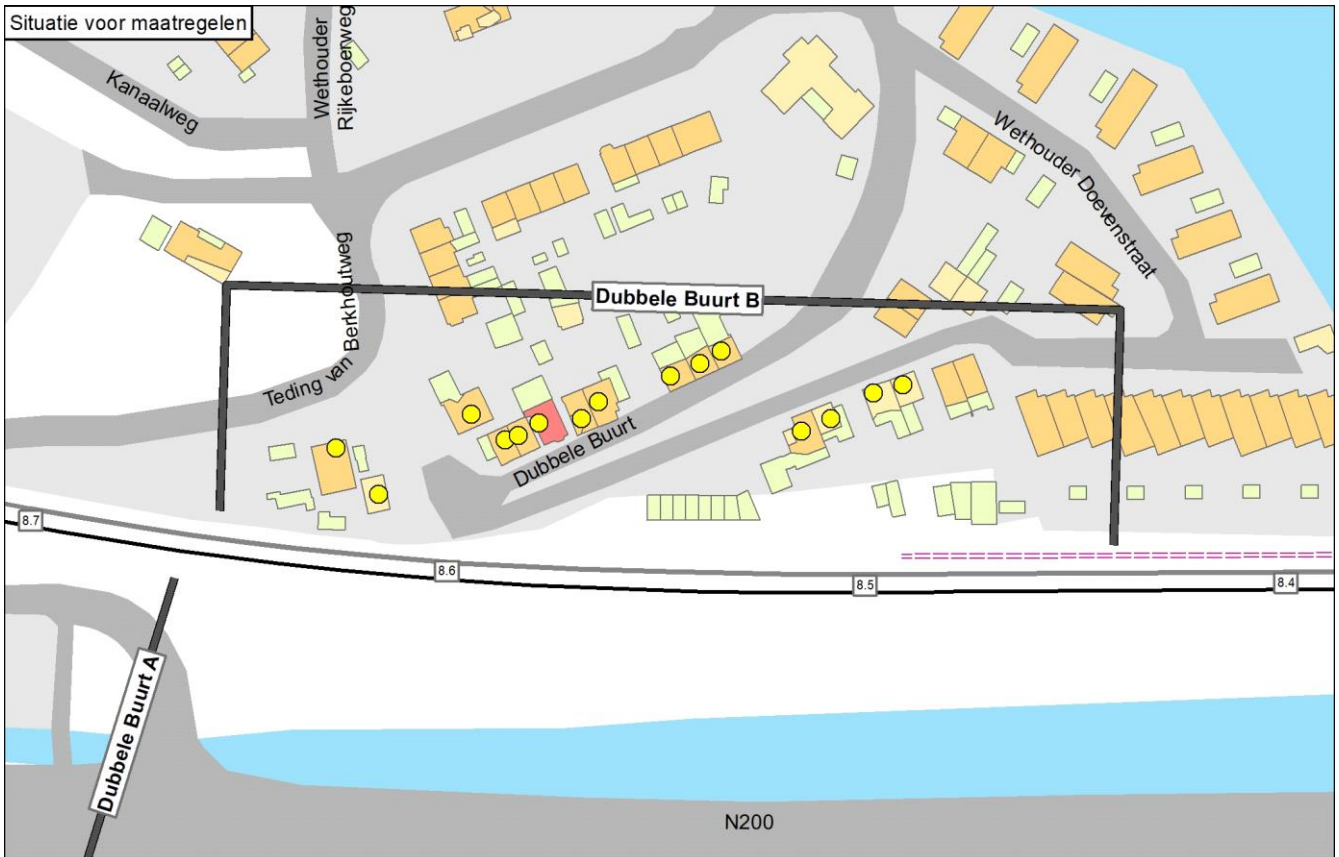 Situatie voor maatregelen
Kanaalweg
Wethouder
Rijkeboerweg
Wethouder Doevenstraat
Dubbele Buurt B
Teding van Berkhoutweg
Dubbele Buurt
8.7
8.6
8.5
8.4
Dubbele Buurt A
N200